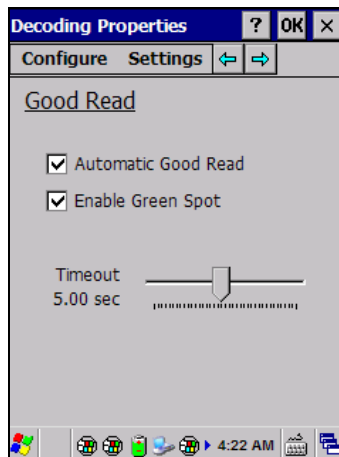 Decoding Properties ? OK ×
Configure Settings
Good Read
Automatic Good Read
Enable Green Spot
Timeout
5.00 sec
4:22 AM